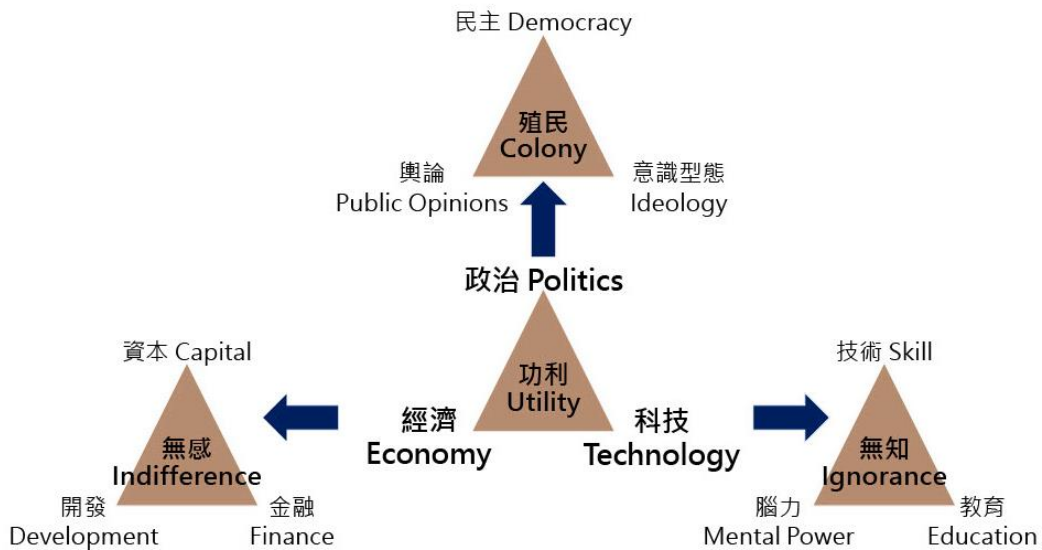 民主 Democracy
殖民
Colony
輿論
Public Opinions
意識型態
Ideology
政治 Politics
功利
Utility
經濟
Economy
科技
Technology
資本 Capital
無感
Indifference
開發
Development
金融
Finance
技術 Skill
無知
Ignorance
腦力
Mental Power
教育
Education